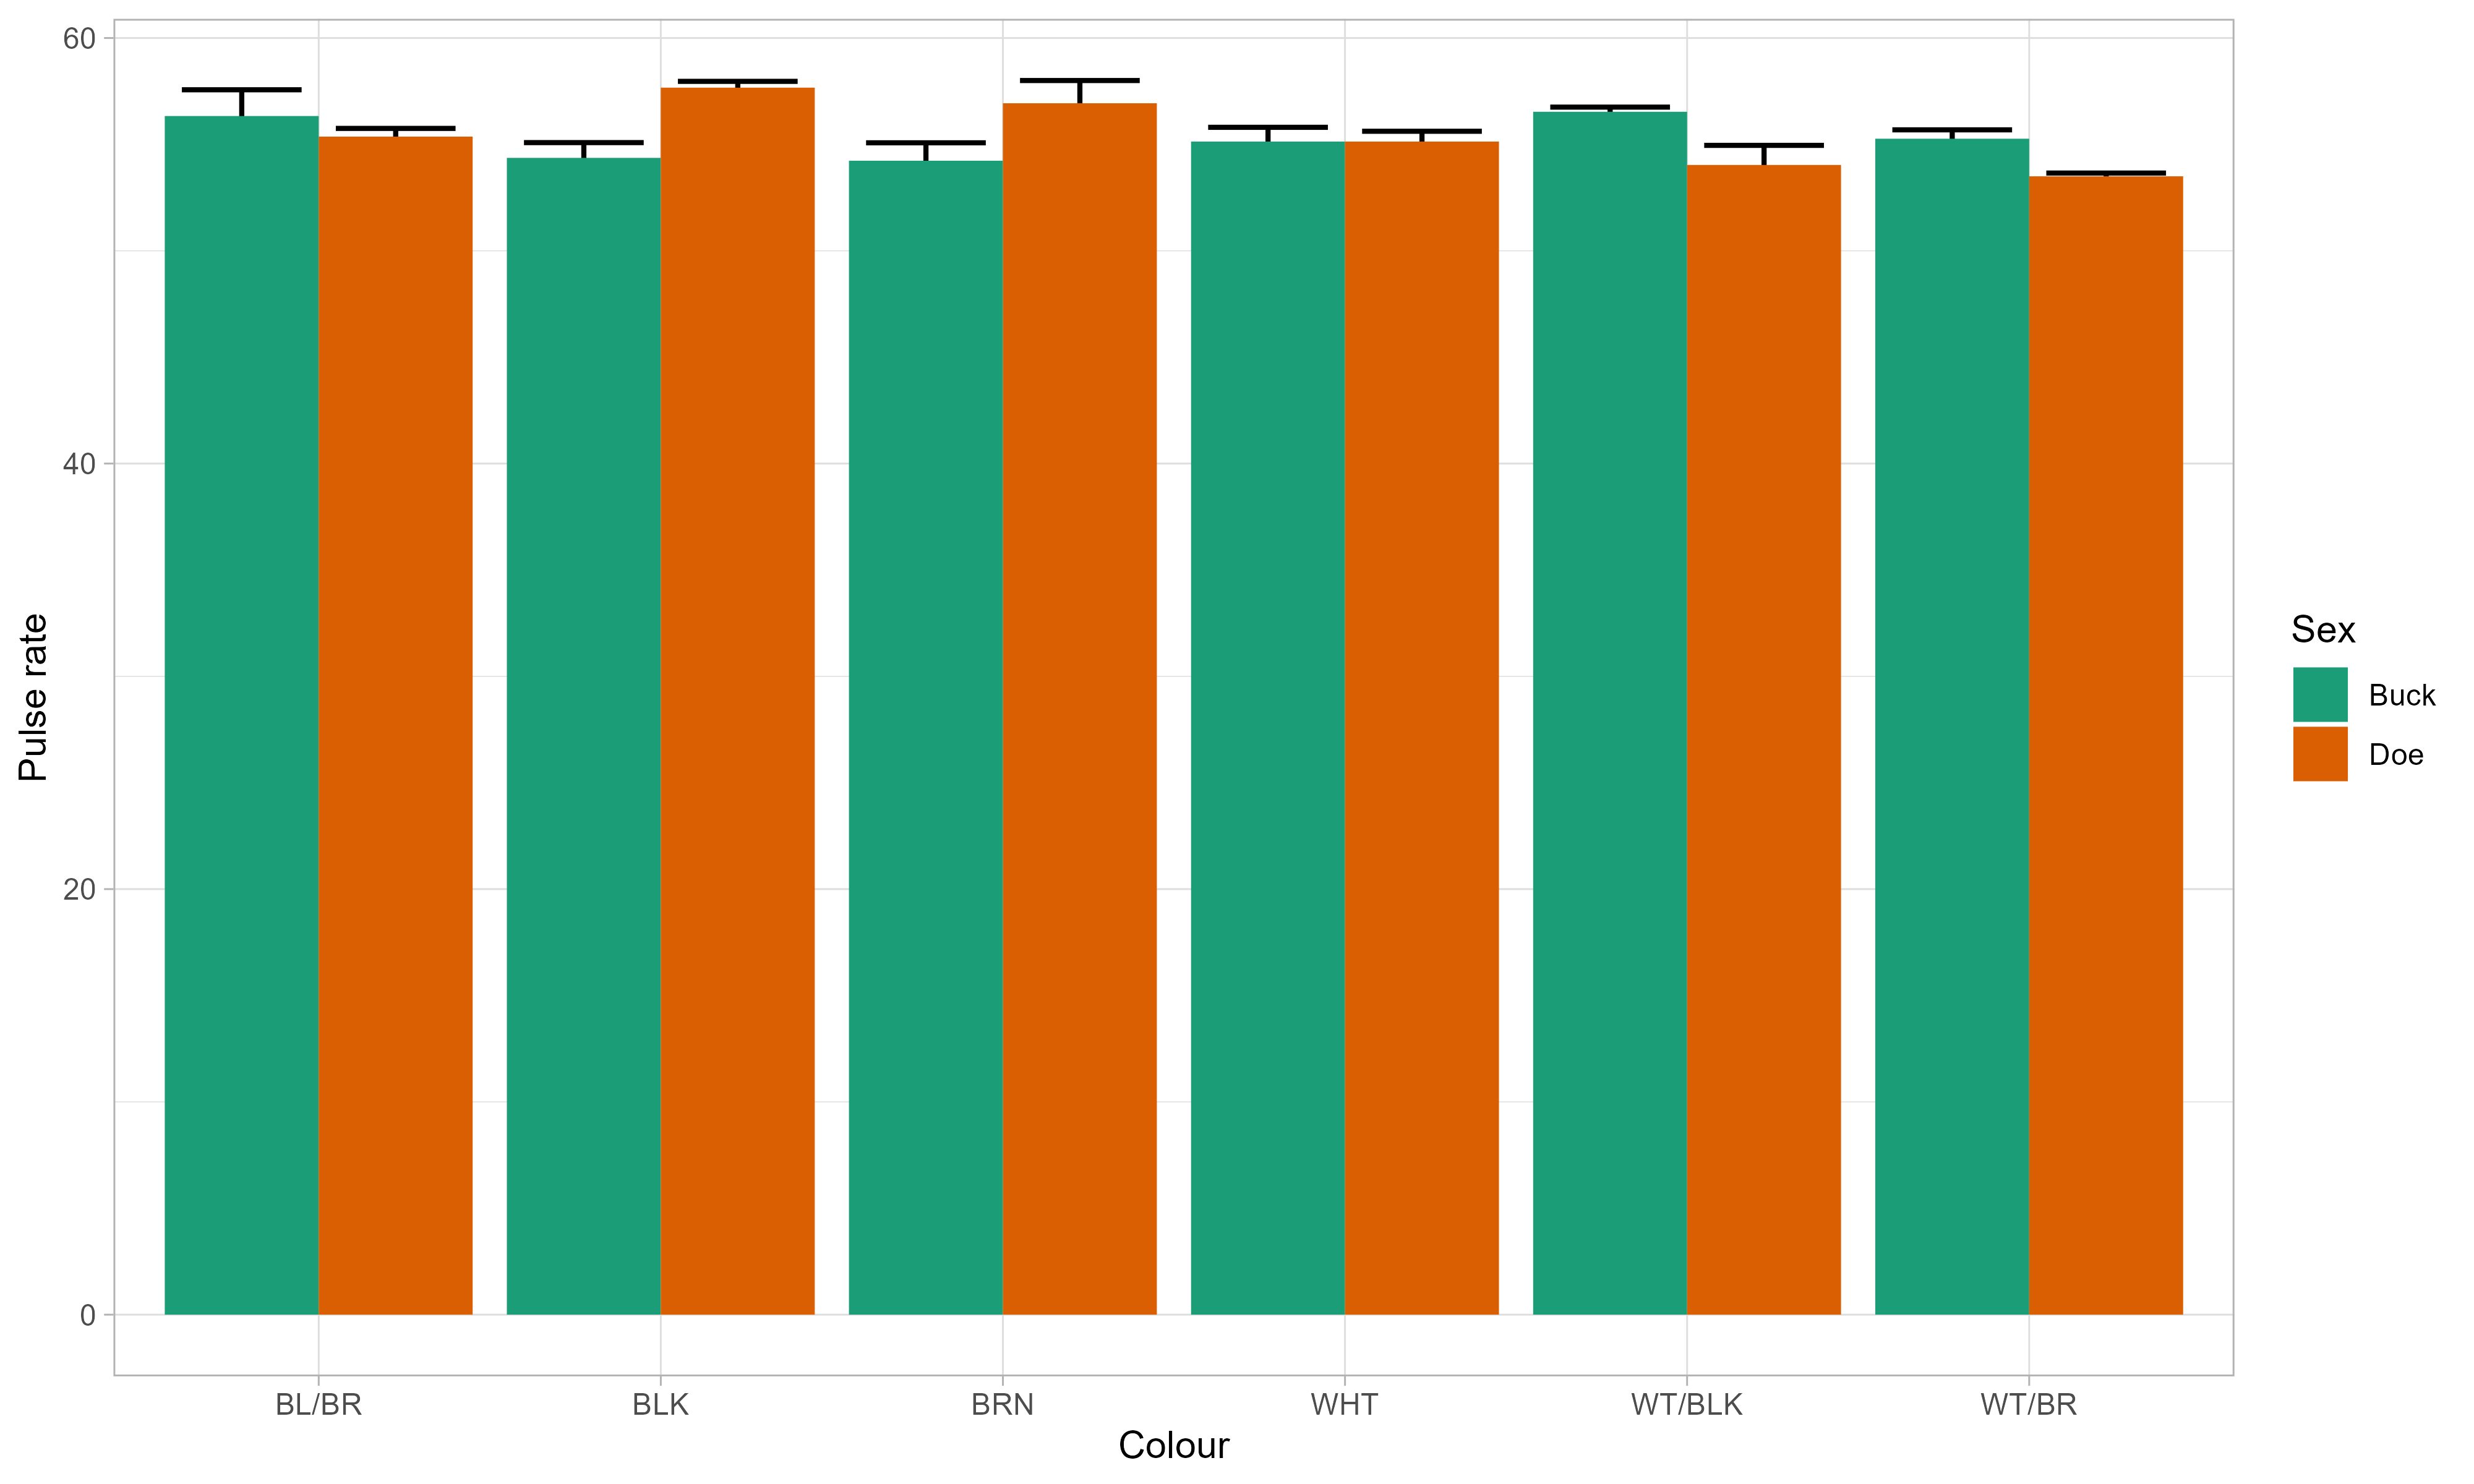 60
40
20
0
Pulse rate
BL/BR
BLK
BRN
WHT
WT/BLK
WT/BR
Colour
Sex
Buck
Doe